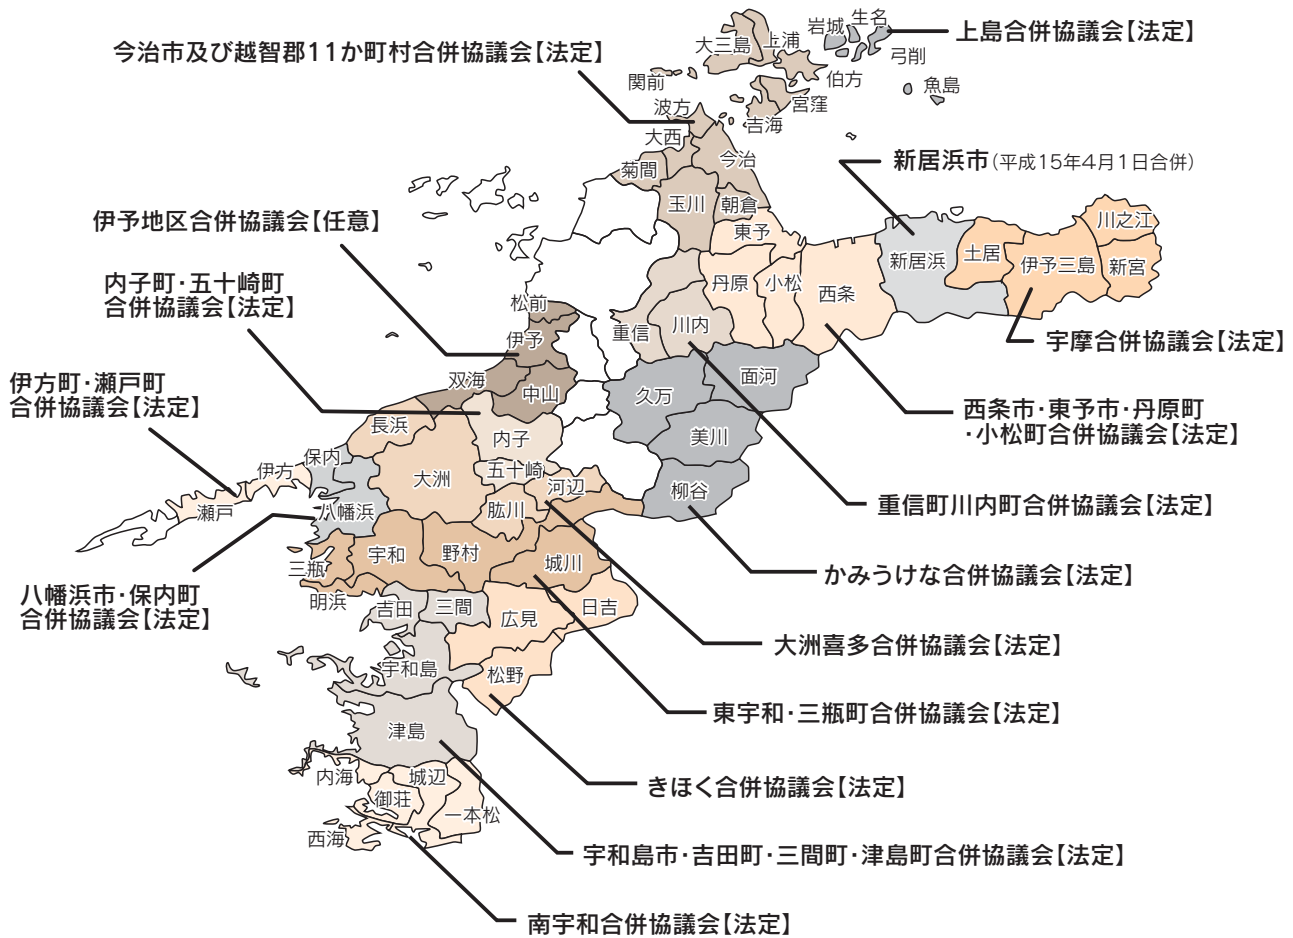 今治市及び越智郡11か町村合併協議会【法定】
上島合併協議会【法定】
新居浜市(平成15年4月1日合併)
伊予地区合併協議会【任意】
内子町・五十崎町
合併協議会【法定】
伊方町・瀬戸町
合併協議会【法定】
八幡浜市・保内町
合併協議会【法定】
宇摩合併協議会【法定】
西条市・東予市・丹原町
・小松町合併協議会【法定】
重信町川内町合併協議会【法定】
かみうけな合併協議会【法定】
大洲喜多合併協議会【法定】
東宇和・三瓶町合併協議会【法定】
きほく合併協議会【法定】
宇和島市・吉田町・三間町・津島町合併協議会【法定】
南宇和合併協議会【法定】
大三島
上浦
岩城
生名
弓削
魚島
関前
伯方
宮窪
吉海
波方
大西
今治
菊間
玉川
朝倉
東予
丹原
小松
西条
新居浜
土居
伊予三島
川之江
新宮
松前
伊予
重信
川内
双海
中山
久万
面河
美川
柳谷
長浜
内子
五十崎
大洲
肱川
河辺
伊方
瀬戸
保内
八幡浜
三瓶
宇和
野村
城川
明浜
吉田
三間
広見
日吉
宇和島
松野
津島
内海
城辺
御荘
一本松
西海